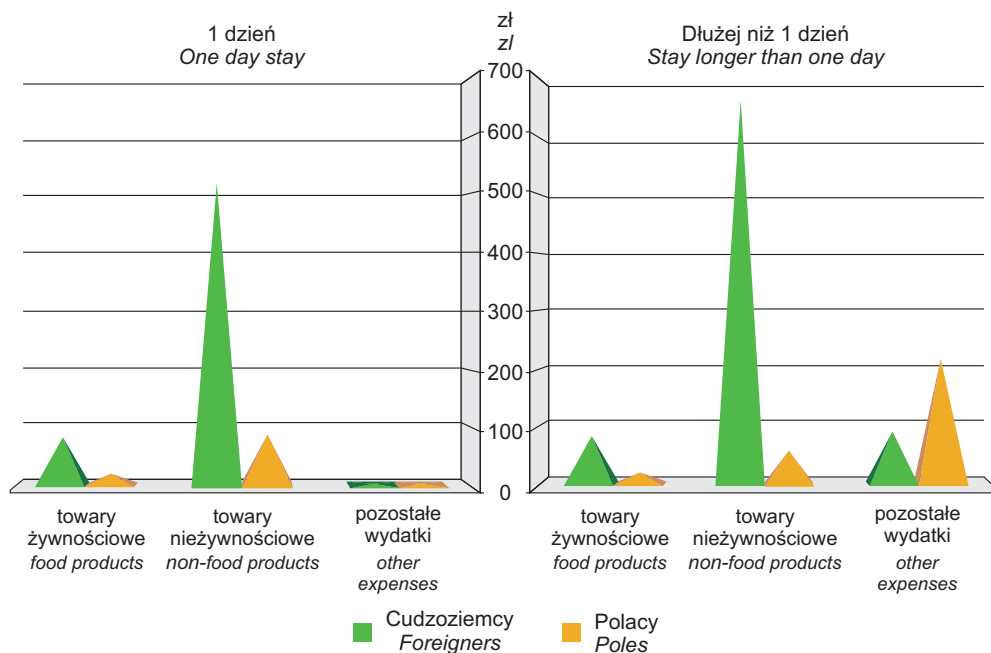 1 dzień
One day stay
zł
zl
Dłużej niż 1 dzień
Stay longer than one day
700
600
500
400
300
200
100
0
towary
żywnościowe
food products
towary
nieżywnościowe
non-food products
pozostałe
wydatki
other
expenses
towary
żywnościowe
food products
towary
nieżywnościowe
non-food products
pozostałe
wydatki
other
expenses
Cudzoziemcy
Foreigners
Polacy
Poles